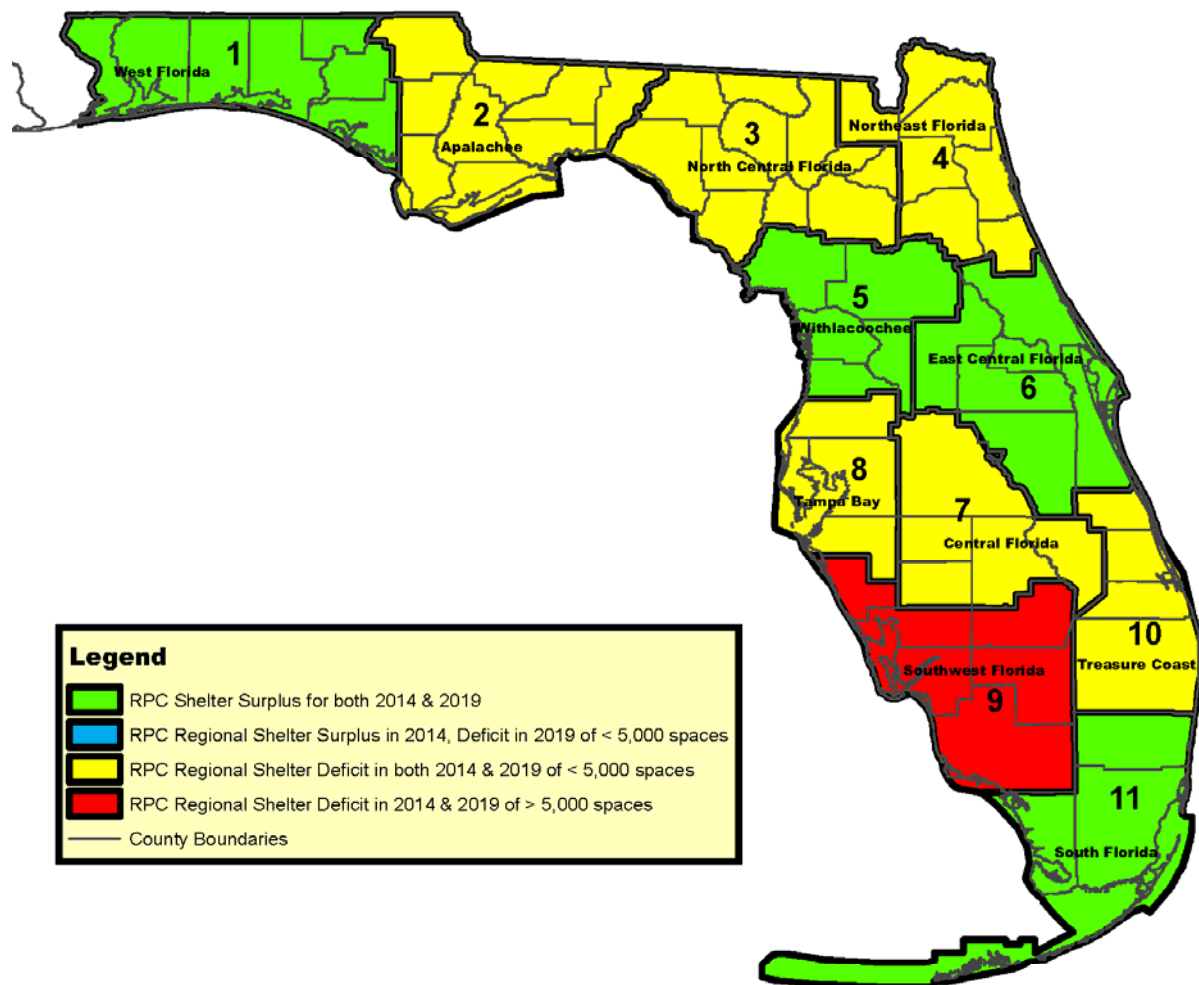 1
West Florida
2
Apalachee
3
North Central Florida
Northeast Florida
4
5
Withlacoochee
East Central Florida
6
8
Tampa Bay
7
Central Florida
10
Treasure Coast
Southwest Florida
9
11
South Florida
Legend
RPC Shelter Surplus for both 2014 & 2019
RPC Regional Shelter Surplus in 2014, Deficit in 2019 of < 5,000 spaces
RPC Regional Shelter Deficit in both 2014 & 2019 of < 5,000 spaces
RPC Regional Shelter Deficit in 2014 & 2019 of > 5,000 spaces
County Boundaries